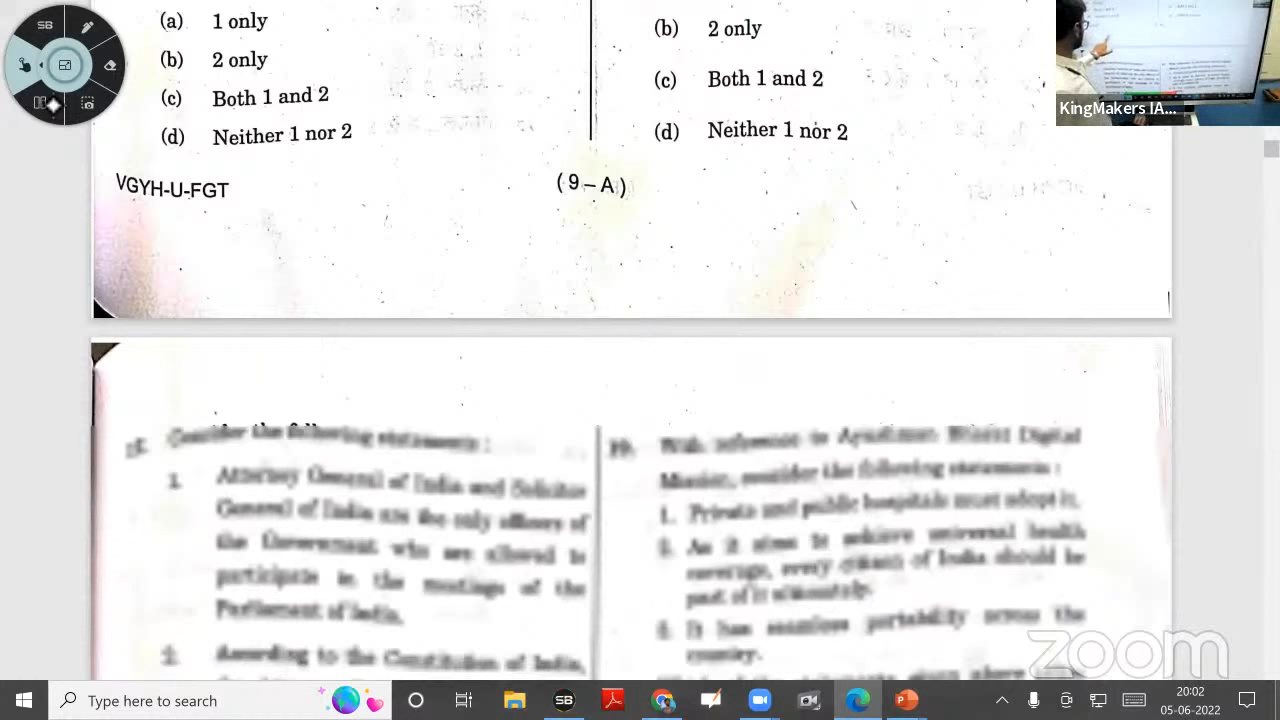 SB
(a) 1 only
(b) 2 only
(c) Both 1 and 2
(d) Neither 1 nor 2
(b) 2 only
(c) Both 1 and 2
(d) Neither 1 nor 2
VGYH-U-FGT
(9 – A)
KingMakers IA...
Consider the following statements :
1. Attorney General of India and Solicitor
General of India are the only officers of
the Government who are allowed to
participate in the meetings of the
Parliament of India.
2. According to the Constitution of India,
19. With reference to Ayushman Bharat Digital
Mission, consider the following statements :
1. Private and public hospitals must adopt it.
2. As it aims to achieve universal health
coverage, every citizen of India should be
part of it ultimately.
3. It has seamless portability across the
country.
zoom
Type here to search
SB
20:02
05-06-2022